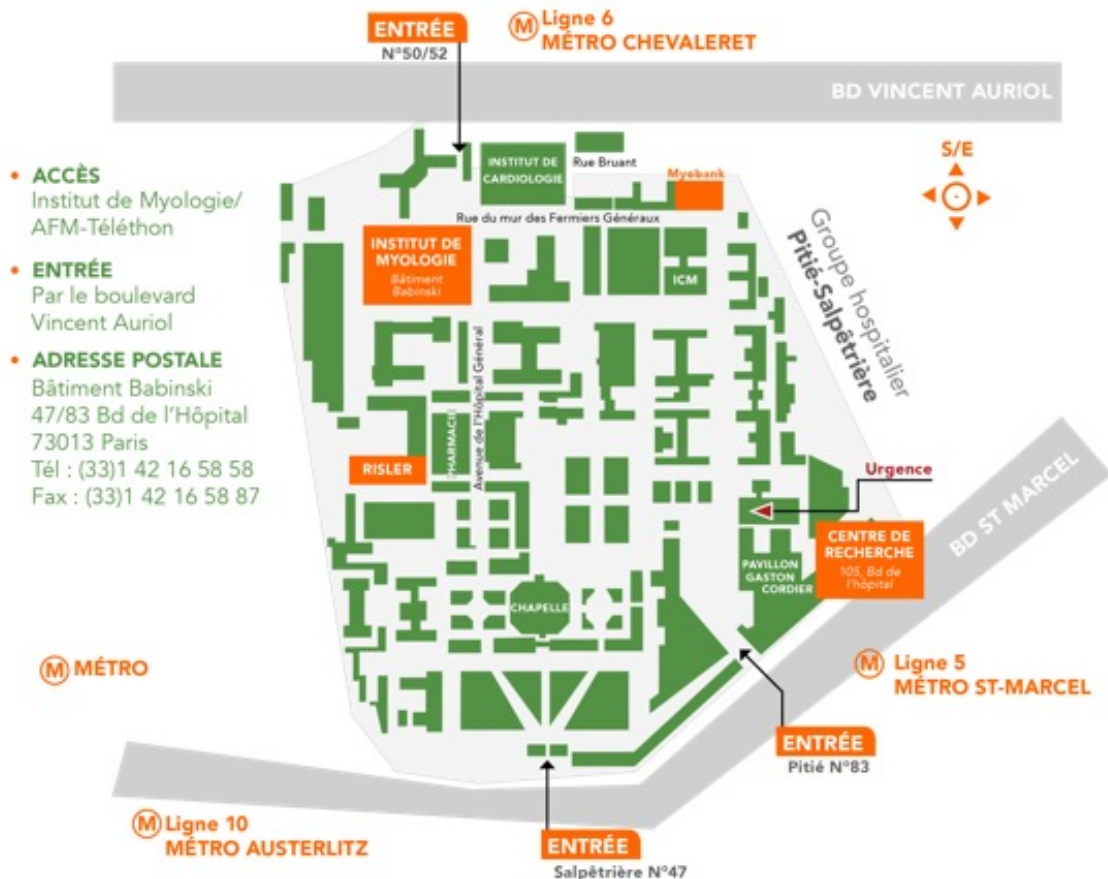 ENTRÉE
N°50/52
Ligne 6
MÉTRO CHEVALERET
BD VINCENT AURIOL
S/E
• ACCÈS
Institut de Myologie/
AFM-Téléthon
• ENTRÉE
Par le boulevard
Vincent Auriol
• ADRESSE POSTALE
Bâtiment Babinski
47/83 Bd de l'Hôpital
73013 Paris
Tél : (33)1 42 16 58 58
Fax : (33)1 42 16 58 87
INSTITUT DE
CARDIOLOGIE
Rue Bruant
Myobank
Rue du mur des Fermiers Généraux
INSTITUT DE
MYOLOGIE
Bâtiment
Babinski
ICM
Groupe hospitalier
Pitié-Salpêtrière
Avenue de l'Hôpital Général
PHARMACIE
RISLER
Urgence
BD ST MARCEL
CENTRE DE
RECHERCHE
105, Bd de
l'hôpital
PAVILLON
GASTON
CORDIER
CHAPELLE
M MÉTRO
M Ligne 5
MÉTRO ST-MARCEL
ENTRÉE
Pitié N°83
M Ligne 10
MÉTRO AUSTERLITZ
ENTRÉE
Salpêtrière N°47